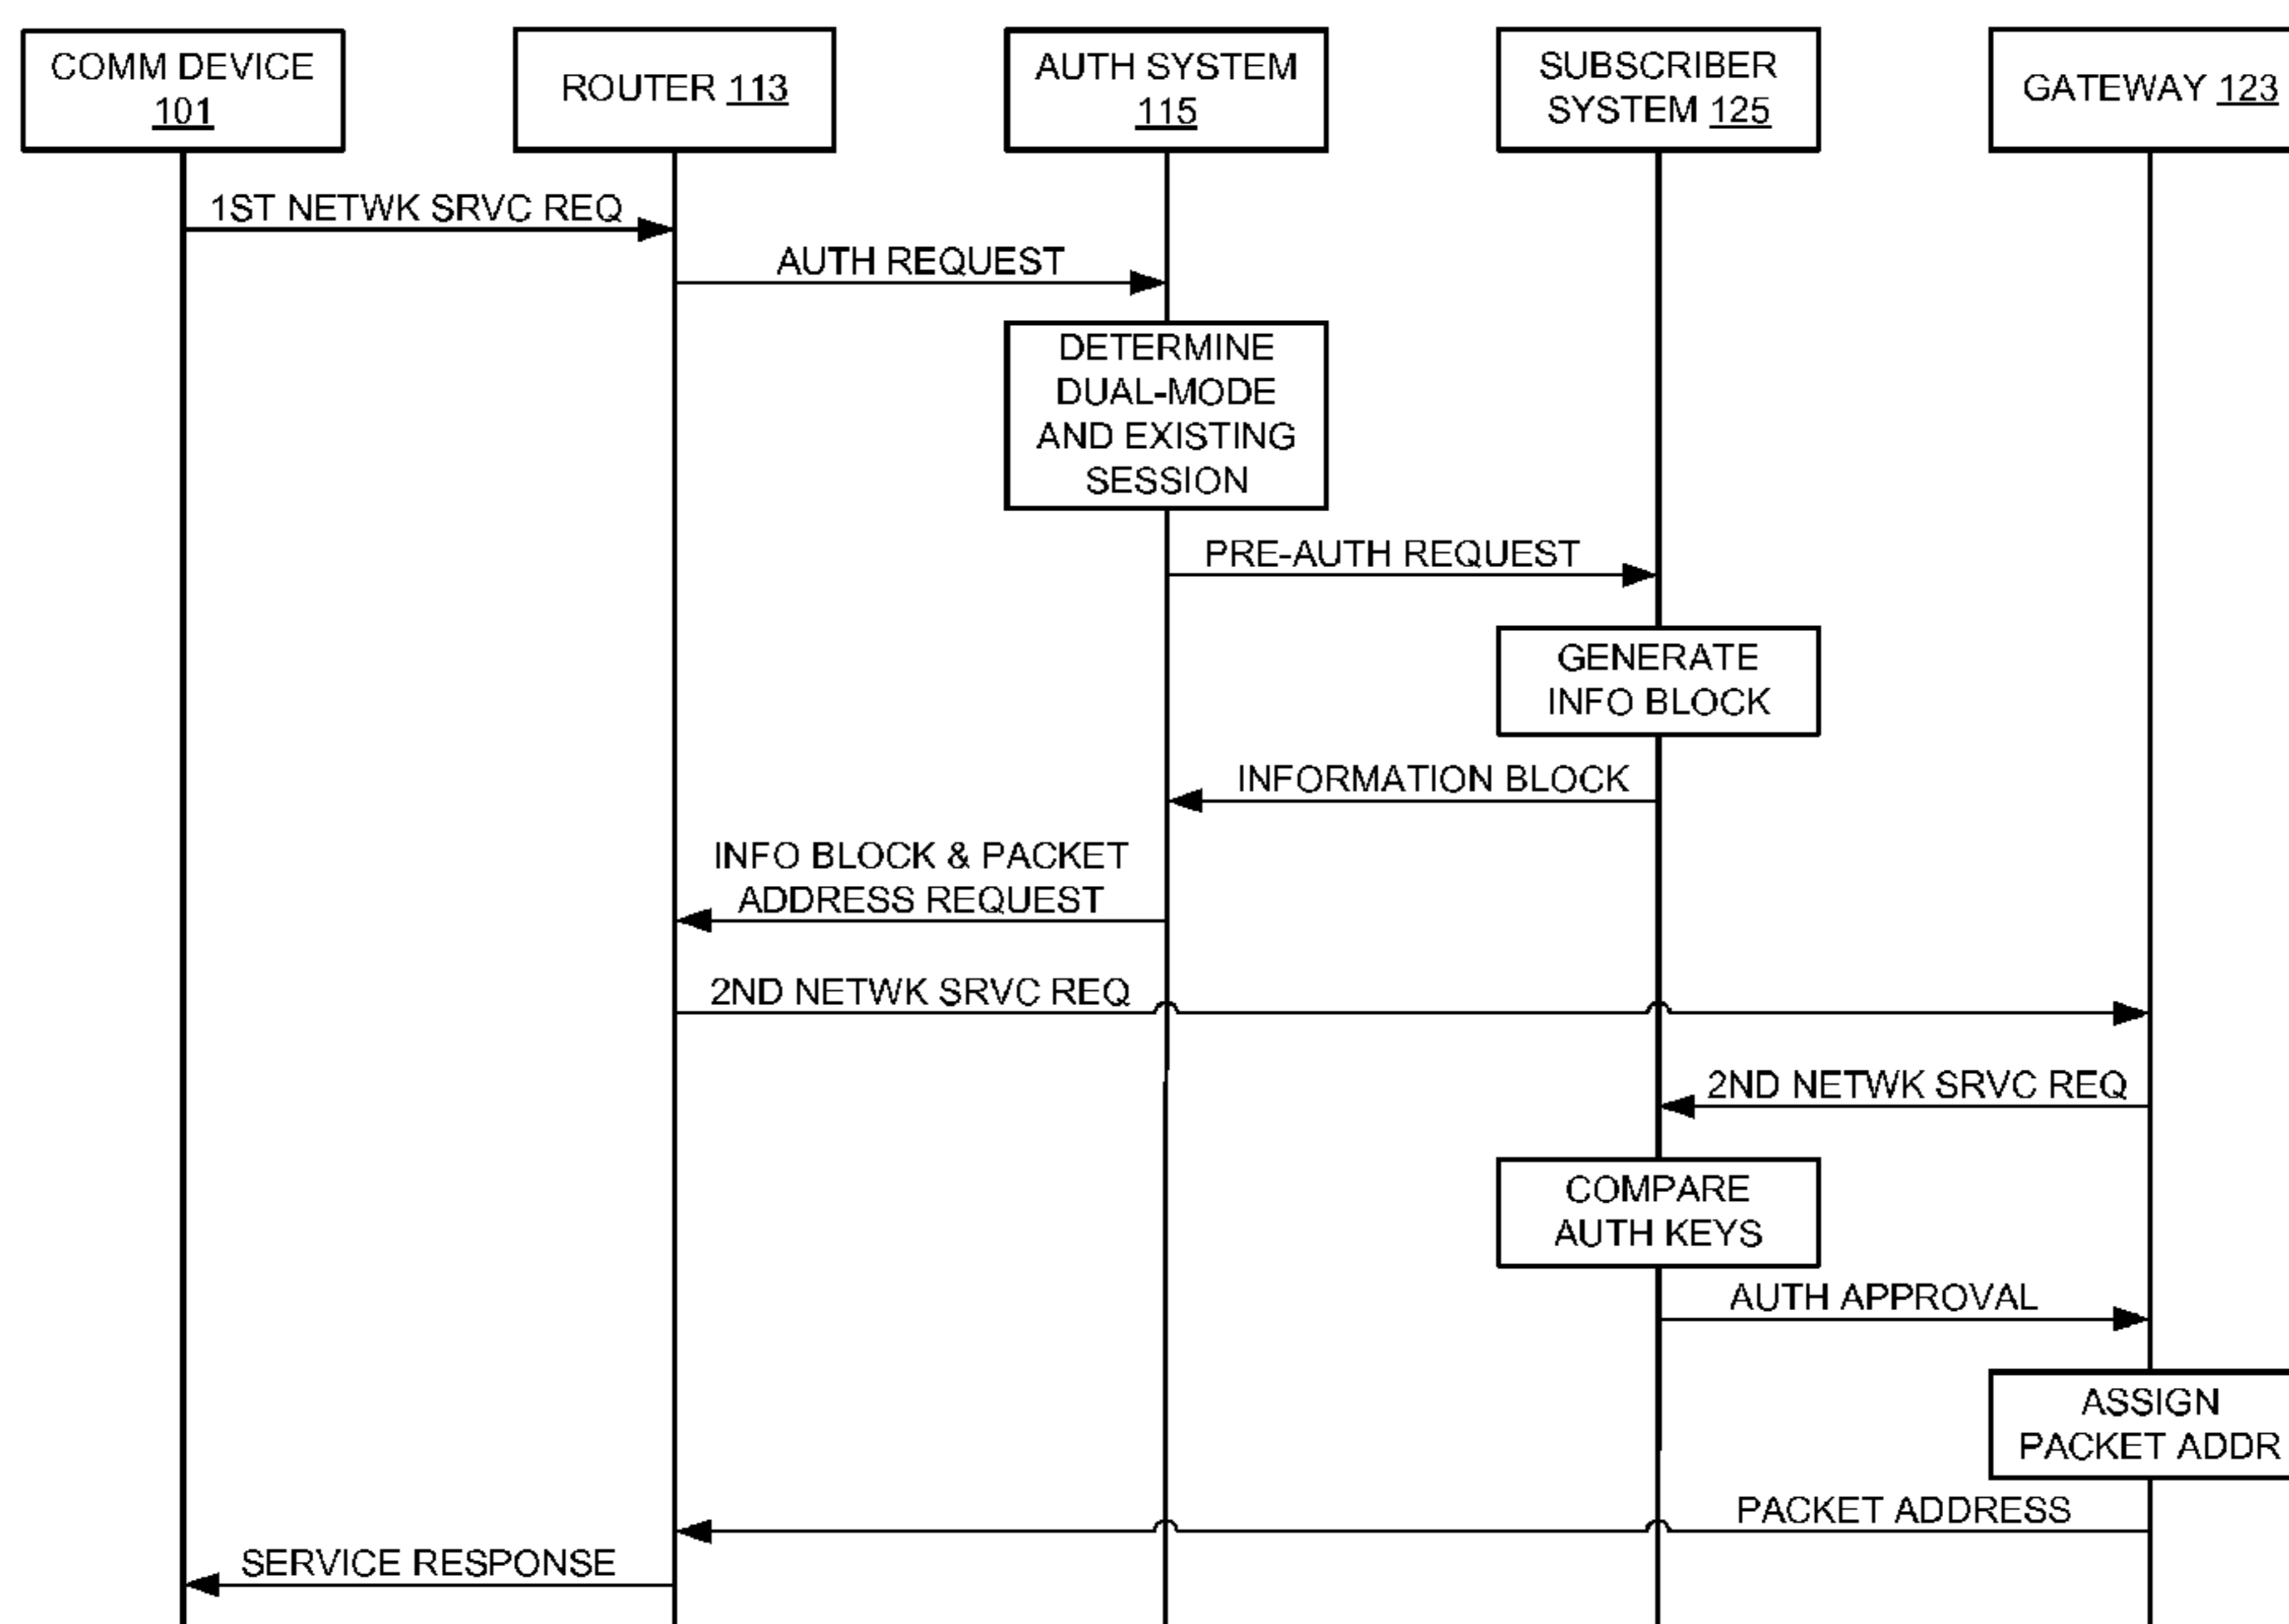 COMM DEVICE
101
ROUTER 113
AUTH SYSTEM
115
SUBSCRIBER
SYSTEM 125
GATEWAY 123
1ST NETWK SRVC REQ
AUTH REQUEST
DETERMINE
DUAL-MODE
AND EXISTING
SESSION
PRE-AUTH REQUEST
GENERATE
INFO BLOCK
INFORMATION BLOCK
INFO BLOCK & PACKET
ADDRESS REQUEST
2ND NETWK SRVC REQ
2ND NETWK SRVC REQ
COMPARE
AUTH KEYS
AUTH APPROVAL
ASSIGN
PACKET ADDR
PACKET ADDRESS
SERVICE RESPONSE